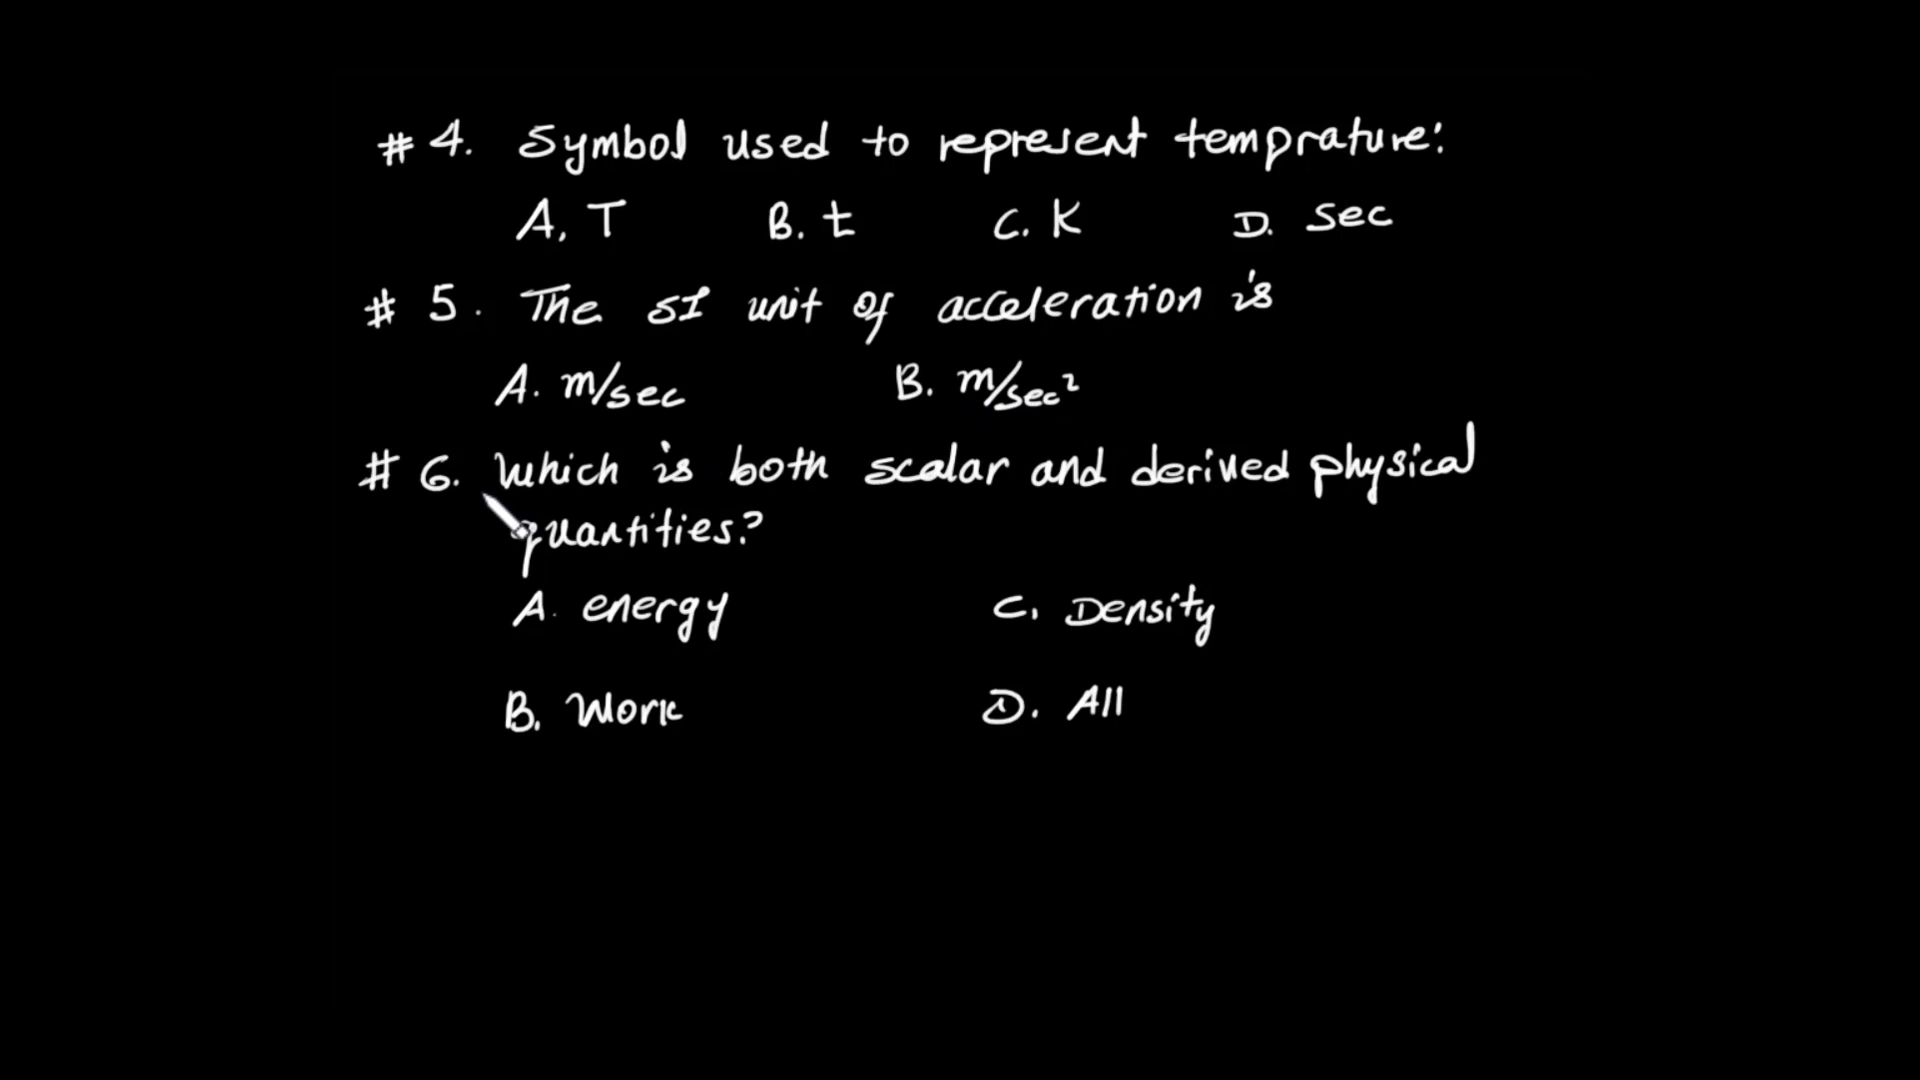 # 4. Symbol used to represent temprature:
A. T B. t C. K D. sec
# 5. The SI unit of acceleration is
A. m/sec B. m/sec²
# 6. Which is both scalar and derived physical
quantities?
A. energy C. Density
B. Work D. All